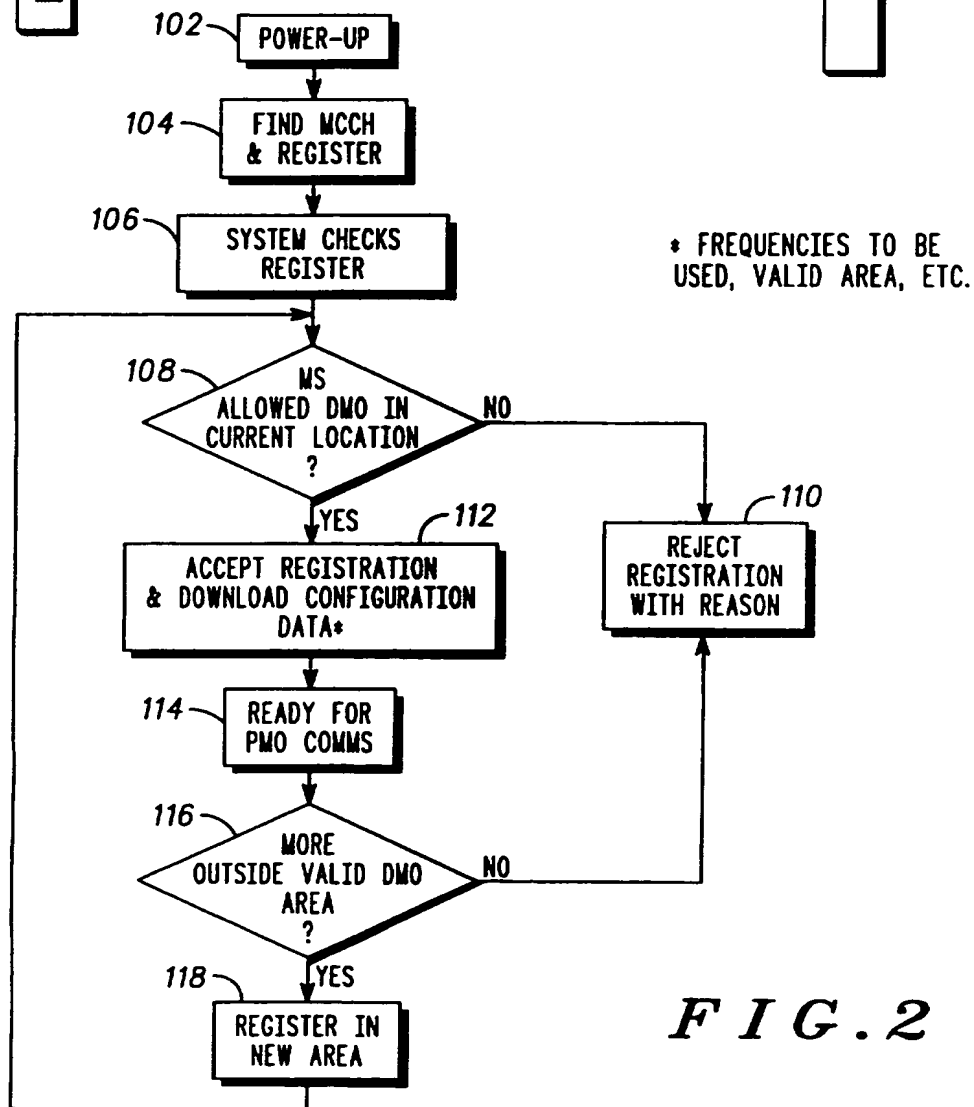 102
POWER-UP
104
FIND MCCH
& REGISTER
106
SYSTEM CHECKS
REGISTER
* FREQUENCIES TO BE
USED, VALID AREA, ETC.
108
MS
ALLOWED DMO IN
CURRENT LOCATION
?
NO
YES
110
REJECT
REGISTRATION
WITH REASON
112
ACCEPT REGISTRATION
& DOWNLOAD CONFIGURATION
DATA*
114
READY FOR
PMO COMMS
116
MORE
OUTSIDE VALID DMO
AREA
?
NO
YES
118
REGISTER IN
NEW AREA
FIG.2